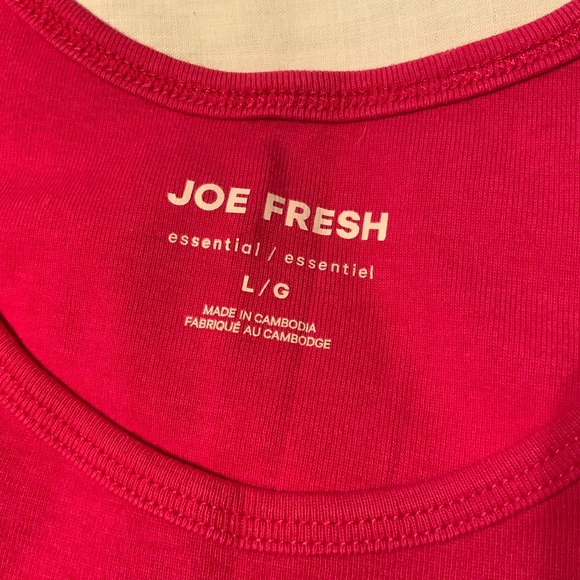 JOE FRESH
essential / essentiel
L/G
MADE IN CAMBODIA
FABRIQUÉ AU CAMBODGE